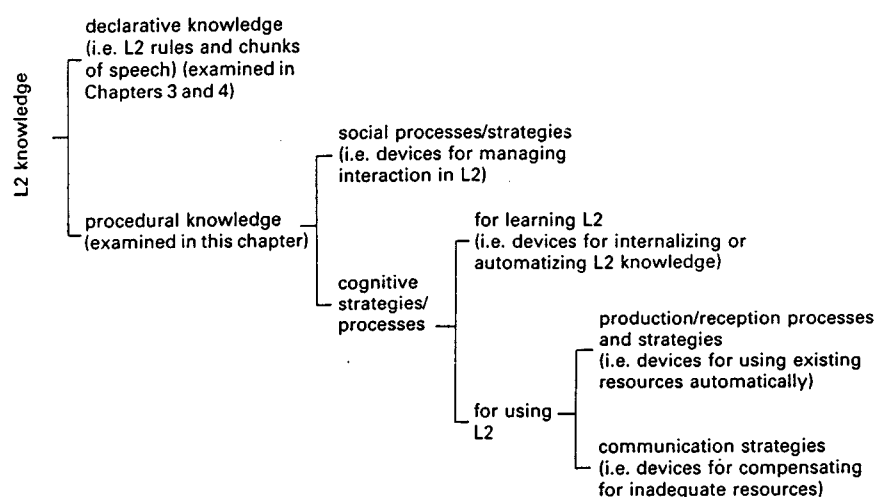 L2 knowledge
declarative knowledge
(i.e. L2 rules and chunks
of speech) (examined in
Chapters 3 and 4)
procedural knowledge
(examined in this chapter)
social processes/strategies
(i.e. devices for managing
interaction in L2)
cognitive
strategies/
processes
for learning L2
(i.e. devices for internalizing or
automatizing L2 knowledge)
for using
L2
production/reception processes
and strategies
(i.e. devices for using existing
resources automatically)
communication strategies
(i.e. devices for compensating
for inadequate resources)